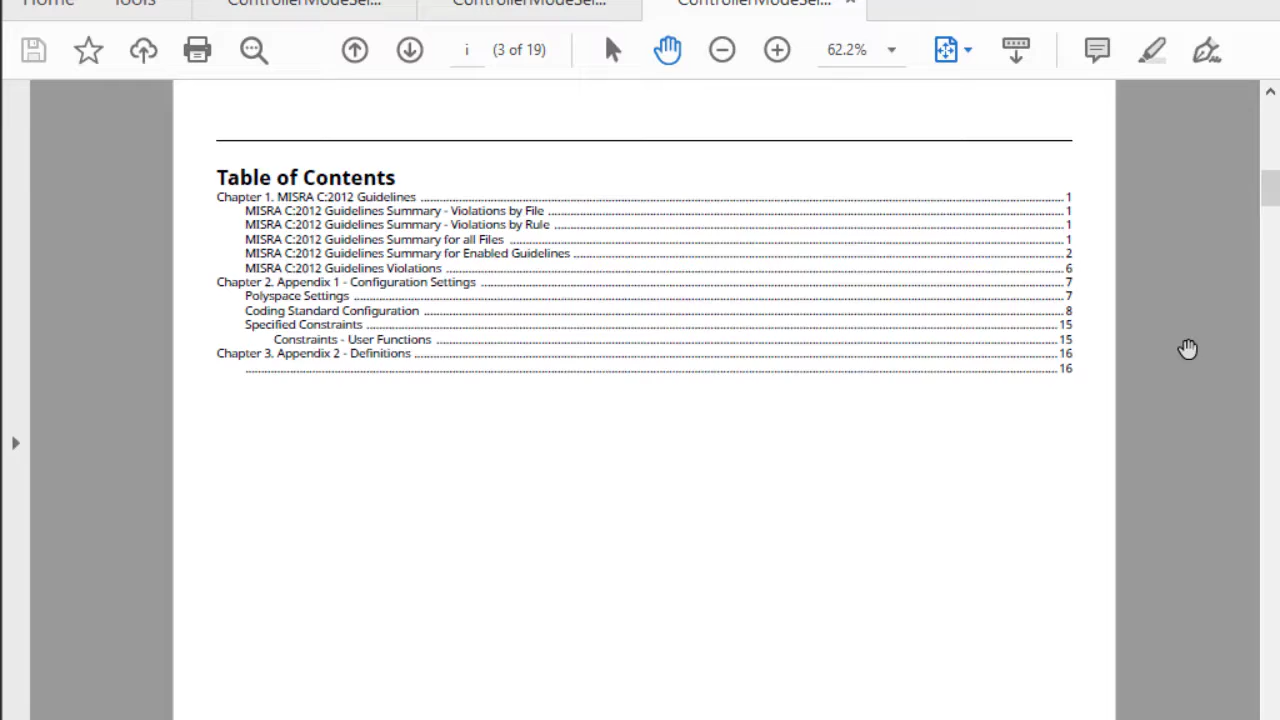 Home Tools ControllerModeSel... ControllerModeSel... ControllerModeSel...
i (3 of 19) 62.2%
Table of Contents
Chapter 1. MISRA C:2012 Guidelines 1
MISRA C:2012 Guidelines Summary - Violations by File 1
MISRA C:2012 Guidelines Summary - Violations by Rule 1
MISRA C:2012 Guidelines Summary for all Files 1
MISRA C:2012 Guidelines Summary for Enabled Guidelines 2
MISRA C:2012 Guidelines Violations 6
Chapter 2. Appendix 1 - Configuration Settings 7
Polyspace Settings 7
Coding Standard Configuration 8
Specified Constraints 15
Constraints - User Functions 15
Chapter 3. Appendix 2 - Definitions 16
16